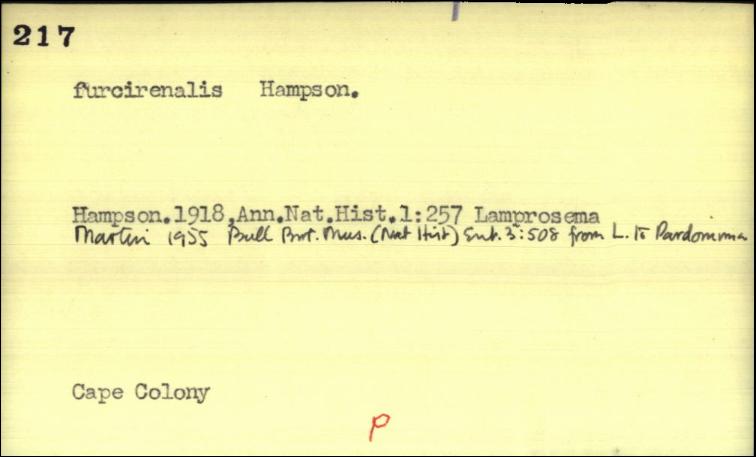 217
furcirenalis Hampson.
Hampson.1918,Ann.Nat.Hist.1:257 Lamprosema
Martin 1955 Bull Brit. Mus. (Nat Hist) Ent. 3:508 from L. to Pardomima
Cape Colony
P